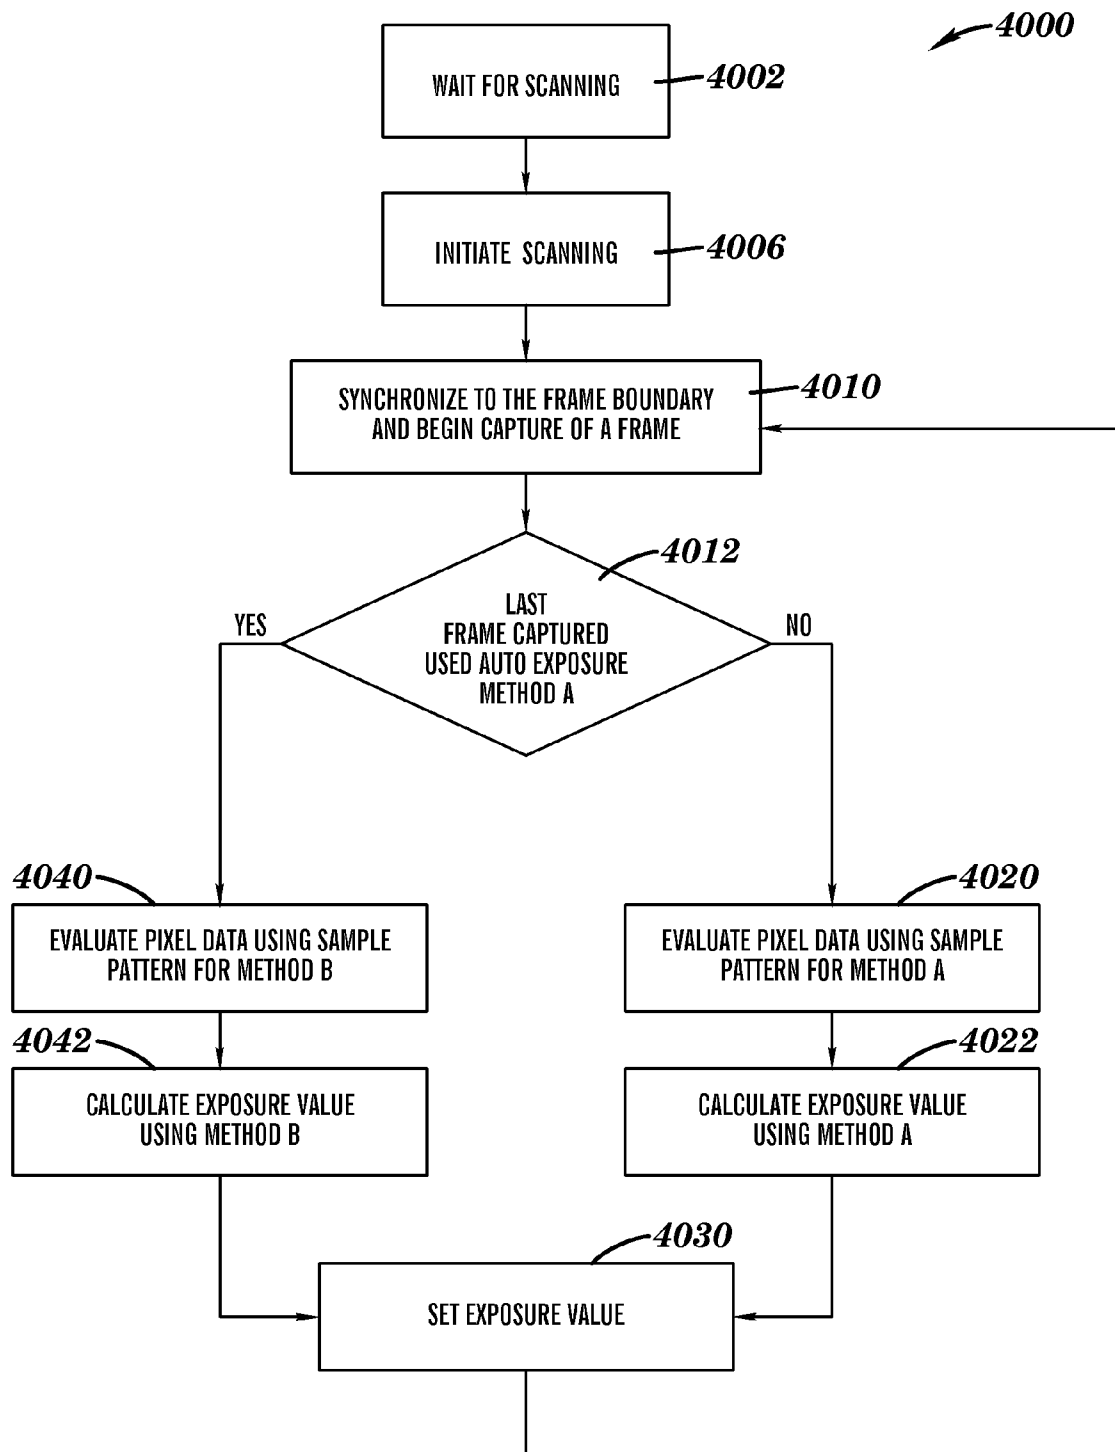 4000
WAIT FOR SCANNING
4002
INITIATE SCANNING
4006
SYNCHRONIZE TO THE FRAME BOUNDARY
AND BEGIN CAPTURE OF A FRAME
4010
4012
LAST
FRAME CAPTURED
USED AUTO EXPOSURE
METHOD A
YES
NO
4040
EVALUATE PIXEL DATA USING SAMPLE
PATTERN FOR METHOD B
4020
EVALUATE PIXEL DATA USING SAMPLE
PATTERN FOR METHOD A
4042
CALCULATE EXPOSURE VALUE
USING METHOD B
4022
CALCULATE EXPOSURE VALUE
USING METHOD A
4030
SET EXPOSURE VALUE